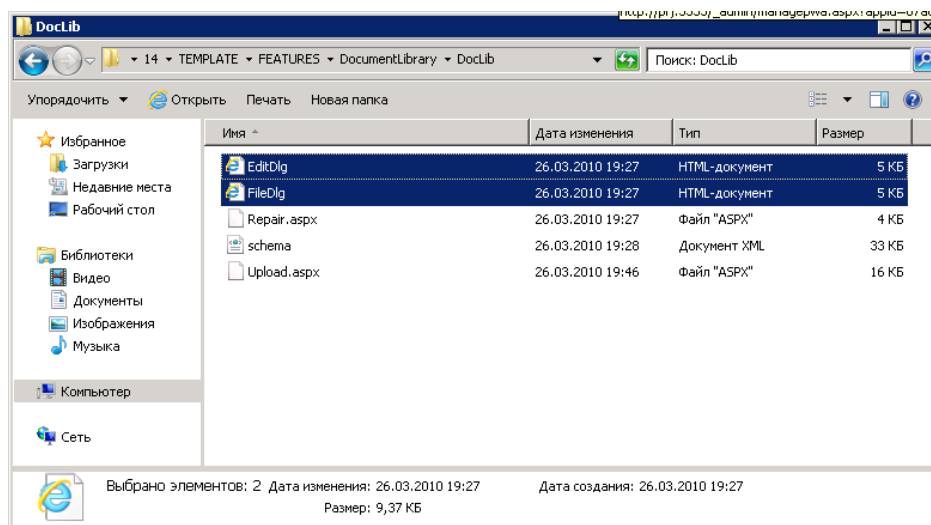 DocLib
14 TEMPLATE FEATURES DocumentLibrary DocLib Поиск: DocLib
Упорядочить Открыть Печать Новая папка
Имя Дата изменения Тип Размер
Избранное
Загрузки
Недавние места
Рабочий стол
Библиотеки
Видео
Документы
Изображения
Музыка
Компьютер
Сеть
EditDlg 26.03.2010 19:27 HTML-документ 5 КБ
FileDlg 26.03.2010 19:27 HTML-документ 5 КБ
Repair.aspx 26.03.2010 19:27 Файл "ASPX" 4 КБ
schema 26.03.2010 19:28 Документ XML 33 КБ
Upload.aspx 26.03.2010 19:46 Файл "ASPX" 16 КБ
Выбрано элементов: 2 Дата изменения: 26.03.2010 19:27 Дата создания: 26.03.2010 19:27
Размер: 9,37 КБ